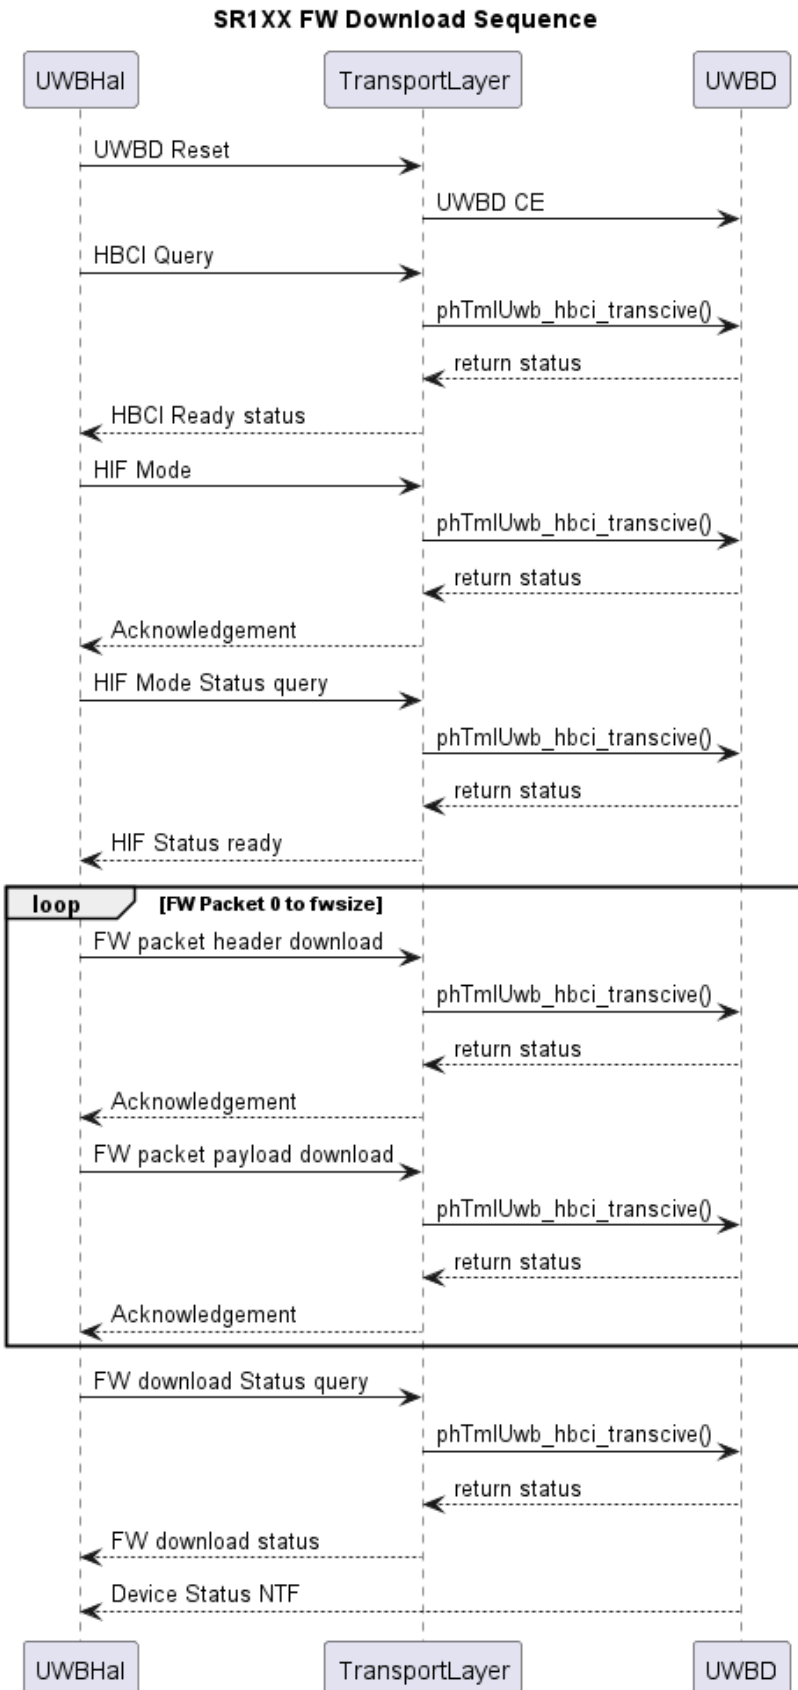 SR1XX FW Download Sequence
UWBHal TransportLayer UWBD
UWBD Reset
UWBD CE
HBCI Query
phTmlUwb_hbci_transcive()
return status
HBCI Ready status
HIF Mode
phTmlUwb_hbci_transcive()
return status
Acknowledgement
HIF Mode Status query
phTmlUwb_hbci_transcive()
return status
HIF Status ready
loop [FW Packet 0 to fwsize]
FW packet header download
phTmlUwb_hbci_transcive()
return status
Acknowledgement
FW packet payload download
phTmlUwb_hbci_transcive()
return status
Acknowledgement
FW download Status query
phTmlUwb_hbci_transcive()
return status
FW download status
Device Status NTF
UWBHal TransportLayer UWBD